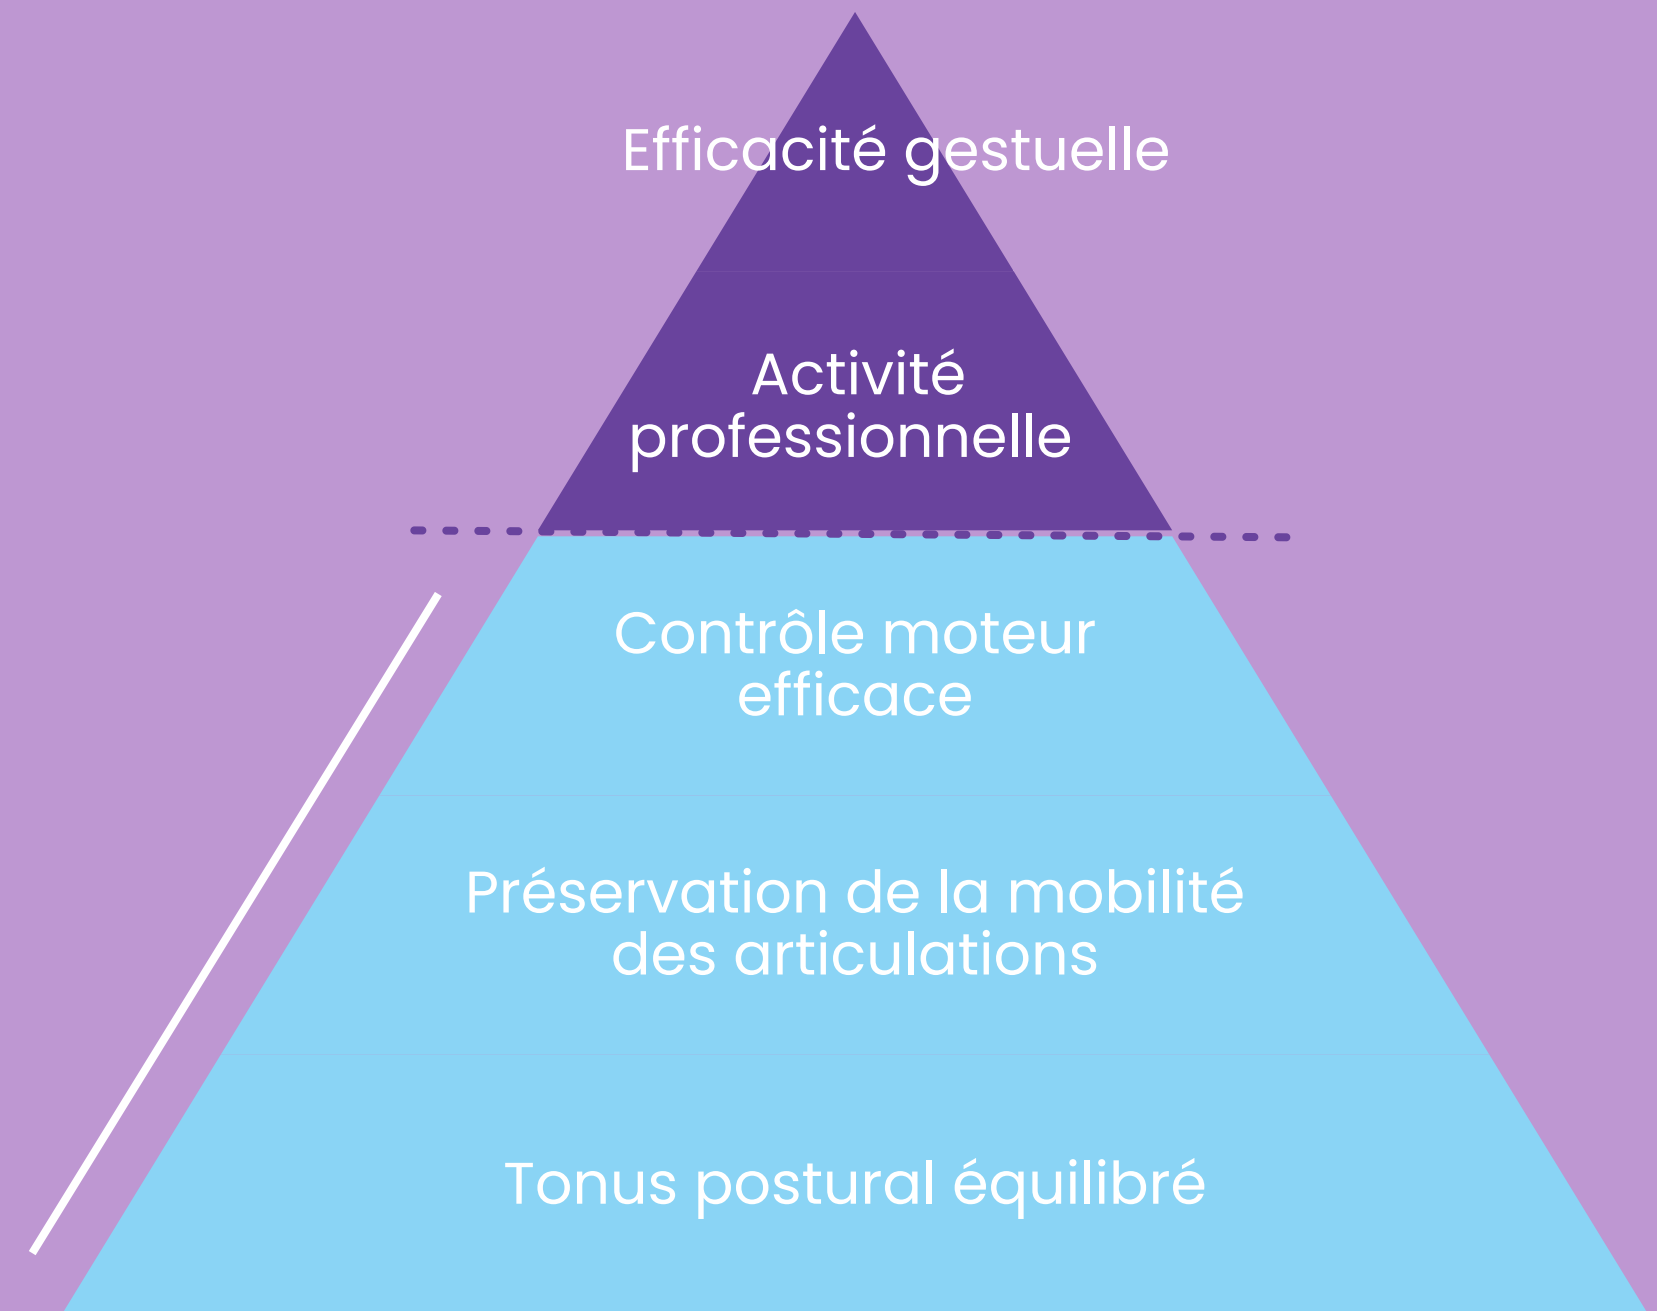 Efficacité gestuelle
Activité
professionnelle
Contrôle moteur
efficace
Préservation de la mobilité
des articulations
Tonus postural équilibré